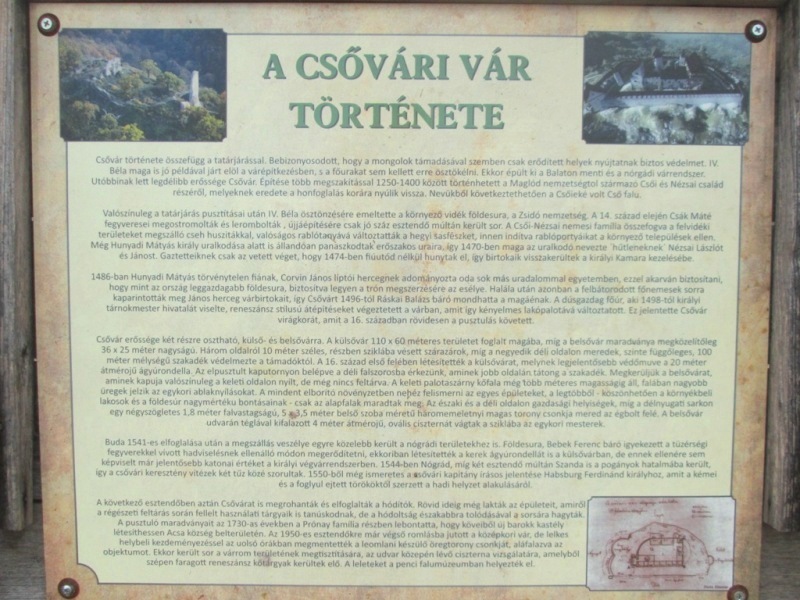 A CSŐVÁRI VÁR
TÖRTÉNETE
Csővár története összefügg a tatárjárással. Bebizonyosodott, hogy a mongolok támadásával szemben csak erődített helyek nyújtatnak biztos védelmet. IV.
Béla maga is jó példával járt elől a várépítkezésben, s a főurakat sem kellett erre ösztökélni. Ekkor épült ki a Balaton menti és a nógrádi várrendszer.
Utóbbinak lett legdélibb erőssége Csővár. Építése több megszakítással 1250-1400 között történhetett a Maglód nemzetségtől származó Csői és Nézsai család
részéről, melyeknek eredete a honfoglalás korára nyúlik vissza. Nevükből következtethetően a Csőieké volt Cső falu.
Valószínűleg a tatárjárás pusztításai után IV. Béla ösztönzésére emeltette a környező vidék földesura, a Zsidó nemzetség. A 14. század elején Csák Máté
fegyveresei megostromolták és lerombolták , újjáépítésére csak jó száz esztendő múltán került sor. A Csői-Nézsai nemesi família összefogva a felvidéki
területeket megszálló cseh huszitákkal, valóságos rablótanyává változtatták a hegyi sasfészket, innen indítva rablóportyáikat a környező települések ellen.
Még Hunyadi Mátyás király uralkodása alatt is állandóan panaszkodtak erőszakos uraira, így 1470-ben maga az uralkodó nevezte ¨hűtleneknek¨ Nézsai Lászlót
és Jánost. Gaztetteiknek csak az vetett véget, hogy 1474-ben fiúutód nélkül hunytak el, így birtokaik visszakerültek a királyi Kamara kezelésébe.
1486-ban Hunyadi Mátyás törvénytelen fiának, Corvin János liptói hercegnek adományozta oda sok más uradalommal egyetemben, ezzel akarván biztosítani,
hogy mint az ország leggazdagabb földesura, biztosítva legyen a trón megszerzésére az esélye. Halála után azonban a felbátorodott főnemesek sorra
kaparintották meg János herceg várbirtokait, így Csővárt 1496-tól Ráskai Balázs báró mondhatta a magáénak. A dúsgazdag főúr, aki 1498-tól királyi
tárnokmester hivatalát viselte, reneszánsz stílusú átépítéseket végeztetett a várban, amit így kényelmes lakópalotává változtatott. Ez jelentette Csővár
virágkorát, amit a 16. században rövidesen a pusztulás követett.
Csővár erőssége két részre osztható, külső- és belsővárra. A külsővár 110 x 60 méteres területet foglalt magába, míg a belsővár maradványa megközelítőleg
36 x 25 méter nagyságú. Három oldalról 10 méter széles, részben sziklába vésett szárazárok, míg a negyedik déli oldalon meredek, szinte függőleges, 100
méter mélységű szakadék védelmezte a támadóktól. A 16. század első felében létesítették a külsővárat, melynek legjelentősebb védőműve a 20 méter
átmérőjű ágyúrondella. Az elpusztult kaputornyon belépve a déli falszorosba érkezünk, aminek jobb oldalán tátong a szakadék. Megkerüljük a belsővárat,
aminek kapuja valószínűleg a keleti oldalon nyílt, de még nincs feltárva. A keleti palotaszárny kőfala még több méteres magasságig áll, falában nagyobb
üregek jelzik az egykori ablaknyílásokat. A mindent elborító növényzetben nehéz felismerni az egyes épületeket, a legtöbből - köszönhetően a környékbeli
lakosok és a földesúr nagymértékű bontásainak - csak az alapfalak maradtak meg. Az északi és a déli oldalon gazdasági helyiségek, míg a délnyugati sarkon
egy négyszögletes 1,8 méter falvastagságú, 5 x 3,5 méter belső szoba méretű háromemeletnyi magas torony csonkja mered az égbolt felé. A belsővár
udvarán téglával kifalazott 4 méter átmérőjű, ovális ciszternát vágtak a sziklába az egykori mesterek.
Buda 1541-es elfoglalása után a megszállás veszélye egyre közelebb került a nógrádi területekhez is. Földesura, Bebek Ferenc báró igyekezett a tüzérségi
fegyverekkel vívott hadviselésnek ellenálló módon megerődítetni, ekkoriban létesítették a kerek ágyúrondellát is a külsővárban, de ennek ellenére sem
képviselt már jelentősebb katonai értéket a királyi végvárrendszerben. 1544-ben Nógrád, míg két esztendő múltán Szanda is a pogányok hatalmába került,
így a csővári keresztény vitézek két tűz közé szorultak. 1550-ből még ismeretes a csővári kapitány írásos jelentése Habsburg Ferdinánd királyhoz, amit a kémei
és a foglyul ejtett törököktől szerzett a hadi helyzet alakulásáról.
A következő esztendőben aztán Csővárat is megrohanták és elfoglalták a hódítók. Rövid ideig még lakták az épületeit, amiről
a régészeti feltárás során fellelt használati tárgyaik is tanúskodnak, de a hódoltság északabbra tolódásával a sorsára hagyták.
A pusztuló maradványait az 1730-as években a Prónay família részben lebontatta, hogy köveiből új barokk kastély
létesíthessen Acsa község belterületén. Az 1950-es esztendőkre már végső romlásba jutott a középkori vár, de lelkes
helybeli kezdeményezéssel az uolsó órákban megmentették a leomlani készülő öregtorony csonkját, aláfalazva az
objektumot. Ekkor került sor a várrom területének megtisztítására, az udvar közepén lévő ciszterna vizsgálatára, amelyből
szépen faragott reneszánsz kőtárgyak kerültek elő. A leleteket a penci falumúzeumban helyezték el.